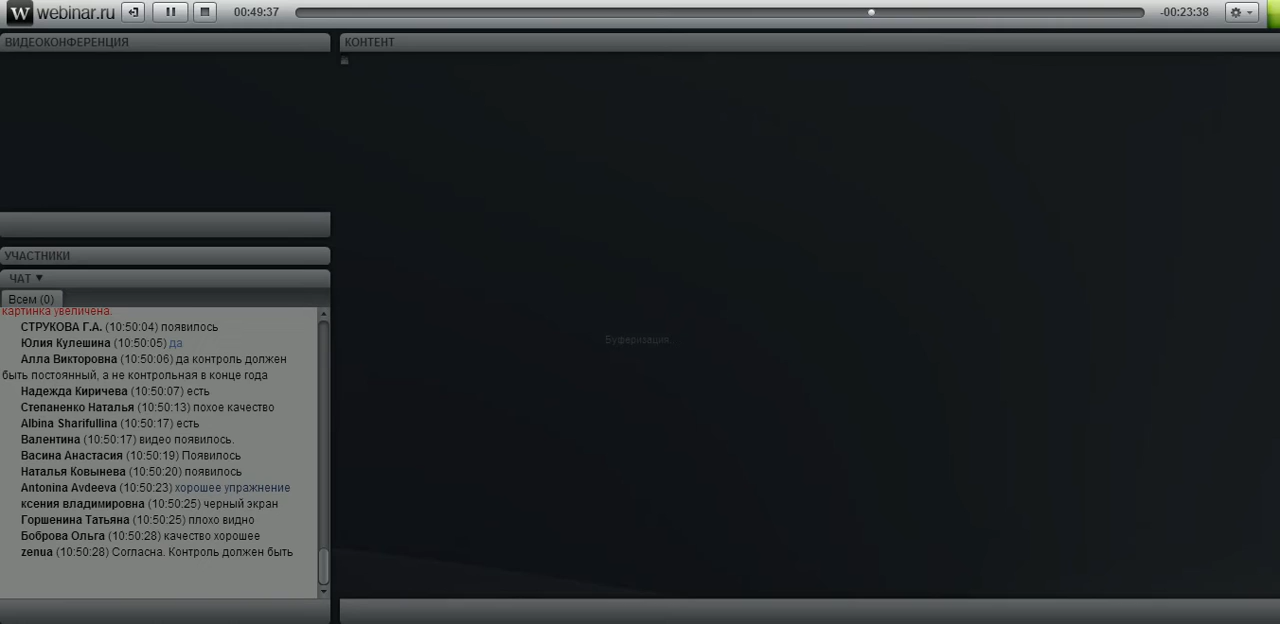 W webinar.ru 00:49:37 -00:23:38
ВИДЕОКОНФЕРЕНЦИЯ
КОНТЕНТ
Буферизация
УЧАСТНИКИ
ЧАТ
Всем (0)
картинка увеличена.
СТРУКОВА Г.А. (10:50:04) появилось
Юлия Кулешина (10:50:05) да
Алла Викторовна (10:50:06) да контроль должен
быть постоянный, а не контрольная в конце года
Надежда Киричева (10:50:07) есть
Степаненко Наталья (10:50:13) похое качество
Albina Sharifullina (10:50:17) есть
Валентина (10:50:17) видео появилось.
Васина Анастасия (10:50:19) Появилось
Наталья Ковынева (10:50:20) появилось
Antonina Avdeeva (10:50:23) хорошее упражнение
ксения владимировна (10:50:25) черный экран
Горшенина Татьяна (10:50:25) плохо видно
Боброва Ольга (10:50:28) качество хорошее
zenua (10:50:28) Согласна. Контроль должен быть